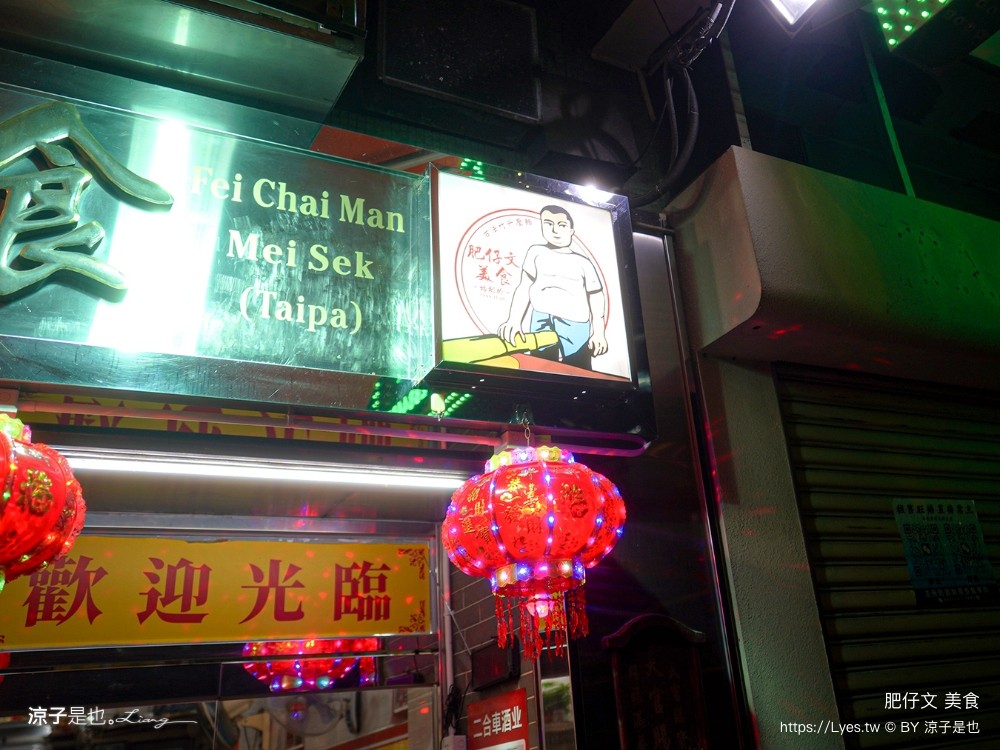 食
Fei Chai Man
Mei Sek
(Taipa)
肥仔文
美食
歡迎光臨
二合車酒业
涼子是也。Liang
肥仔文 美食
https://Lyes.tw © BY 涼子是也